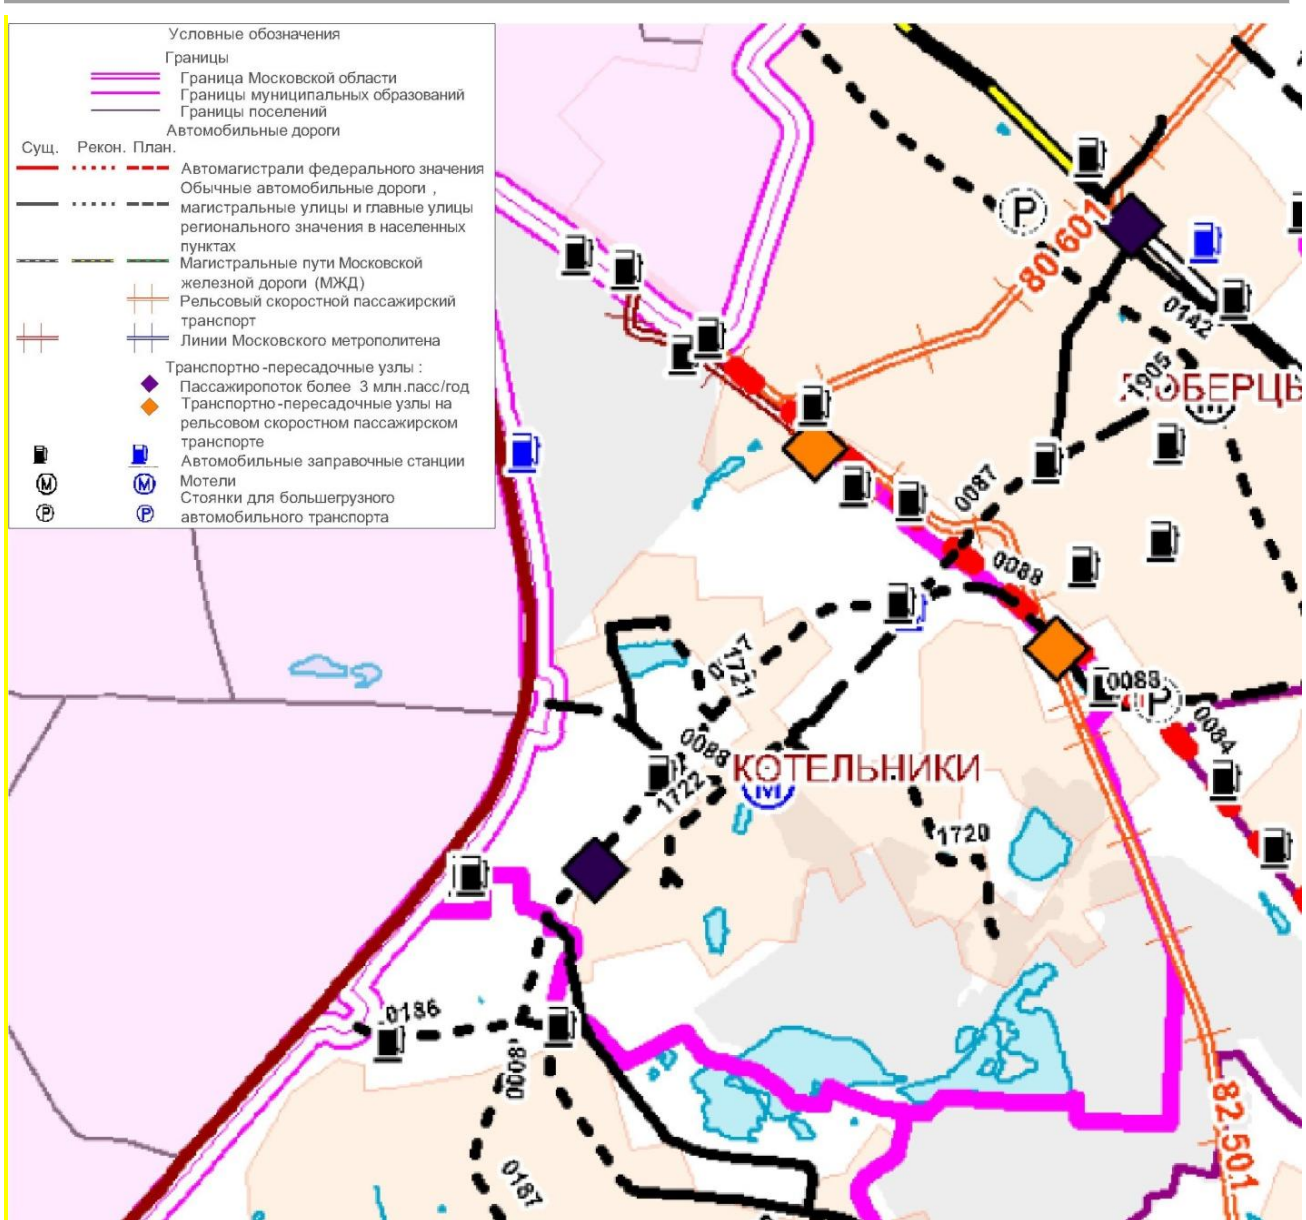 Условные обозначения
Границы
Граница Московской области
Границы муниципальных образований
Границы поселений
Автомобильные дороги
Сущ. Рекон. План.
Автомагистрали федерального значения
Обычные автомобильные дороги ,
магистральные улицы и главные улицы
регионального значения в населенных
пунктах
Магистральные пути Московской
железной дороги (МЖД)
Рельсовый скоростной пассажирский
транспорт
Линии Московского метрополитена
Транспортно-пересадочные узлы :
Пассажиропоток более 3 млн.пасс/год
Транспортно-пересадочные узлы на
рельсовом скоростном пассажирском
транспорте
Автомобильные заправочные станции
М М Мотели
Стоянки для большегрузного
Р Р автомобильного транспорта
P
80 601
0142
1905
ЛЮБЕРЦЫ
0087
0088
1721
0088
P
0084
0088
КОТЕЛЬНИКИ
1722
1720
0186
0187
82 501